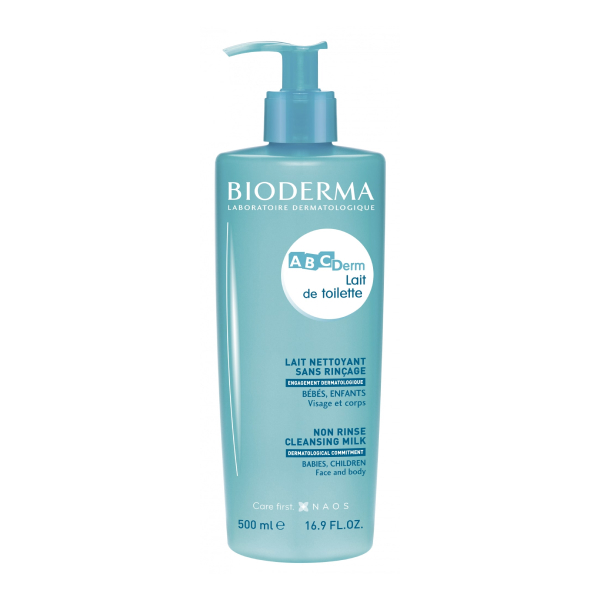 BIODERMA
LABORATOIRE DERMATOLOGIQUE
ABCDerm
Lait
de toilette
LAIT NETTOYANT
SANS RINÇAGE
ENGAGEMENT DERMATOLOGIQUE
BÉBÉS, ENFANTS
Visage et corps
NON RINSE
CLEANSING MILK
DERMATOLOGICAL COMMITMENT
BABIES, CHILDREN
Face and body
Care first NAOS
500 ml ℮ 16.9 FL.OZ.